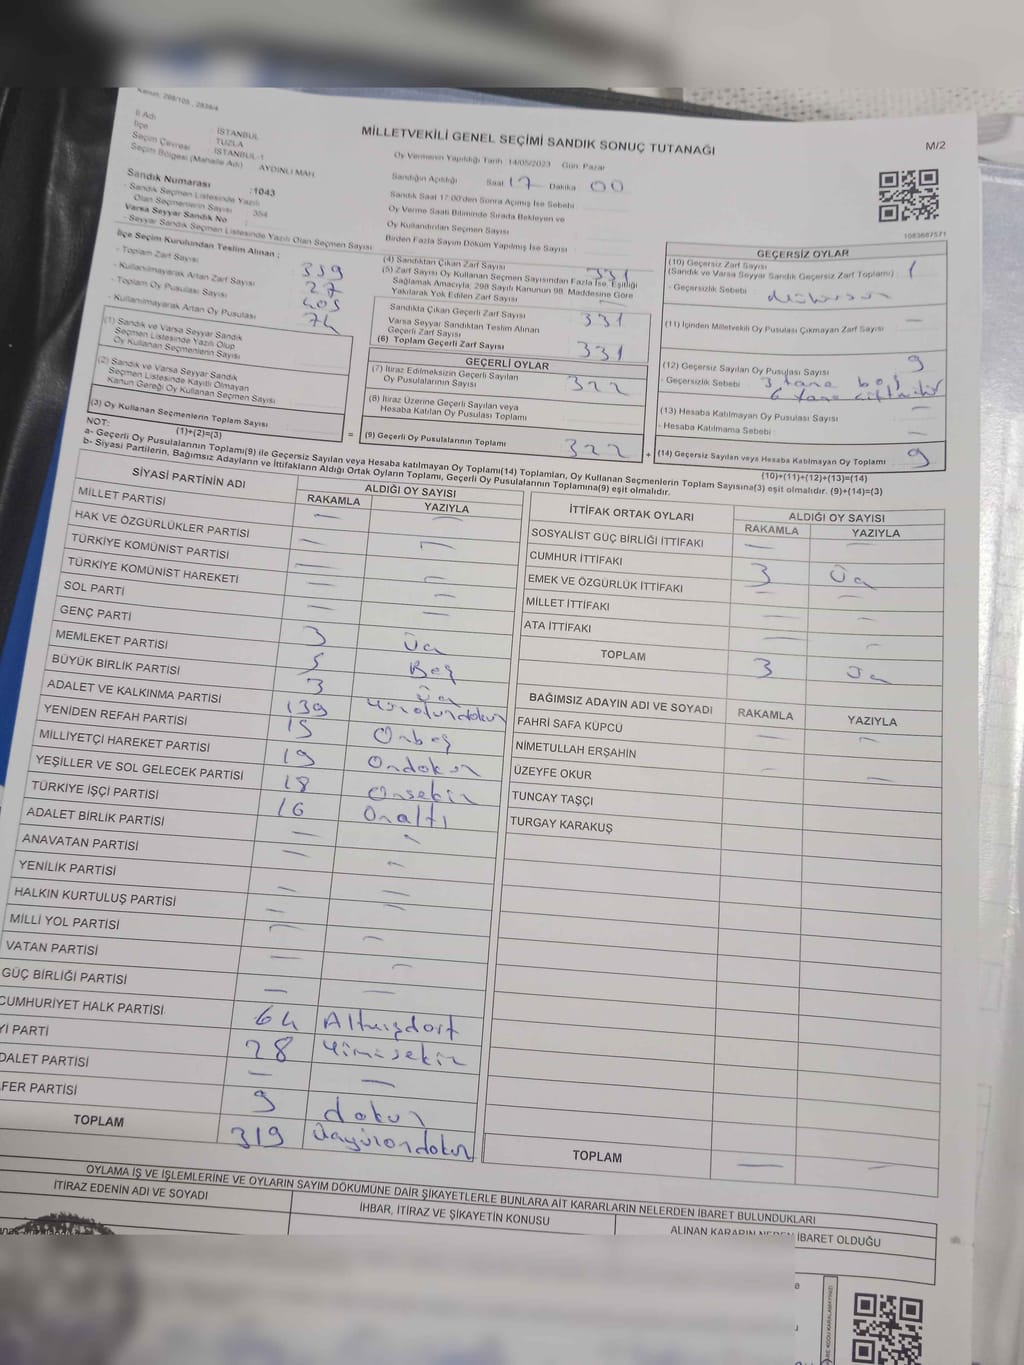 Kanun, 298/105 , 2839/4
MİLLETVEKİLİ GENEL SEÇİMİ SANDIK SONUÇ TUTANAĞI
M/2
İl Adı : İSTANBUL
İlçe : TUZLA
Seçim Çevresi : İSTANBUL-1
Seçim Bölgesi (Mahalle Adı) : AYDINLI MAH.
Sandık Numarası :1043
- Sandık Seçmen Listesinde Yazılı
Olan Seçmenlerin Sayısı : 354
Varsa Seyyar Sandık No
- Seyyar Sandık Seçmen Listesinde Yazılı Olan Seçmen Sayısı
Oy Vermenin Yapıldığı Tarih 14/05/2023 Gün Pazar
Sandığın Açıldığı Saat 17 Dakika 00
Sandık Saat 17:00'den Sonra Açılmış İse Sebebi :
Oy Verme Saati Bitiminde Sırada Bekleyen ve
Oy Kullandırılan Seçmen Sayısı :
Birden Fazla Sayım Döküm Yapılmış İse Sayısı :
1083687571
İlçe Seçim Kurulundan Teslim Alınan :
- Toplam Zarf Sayısı : 359
- Kullanılmayarak Artan Zarf Sayısı : 27
- Toplam Oy Pusulası Sayısı : 405
- Kullanılmayarak Artan Oy Pusulası : 74
(1) Sandık ve Varsa Seyyar Sandık
Seçmen Listesinde Yazılı Olup
Oy Kullanan Seçmenlerin Sayısı
(2) Sandık ve Varsa Seyyar Sandık
Seçmen Listesinde Kayıtlı Olmayan
Kanun Gereği Oy Kullanan Seçmen Sayısı
(3) Oy Kullanan Seçmenlerin Toplam Sayısı
(1)+(2)=(3)
(4) Sandıktan Çıkan Zarf Sayısı : 331
(5) Zarf Sayısı Oy Kullanan Seçmen Sayısından Fazla İse, Eşitliği
Sağlamak Amacıyla, 298 Sayılı Kanunun 98. Maddesine Göre
Yakılarak Yok Edilen Zarf Sayısı
Sandıkta Çıkan Geçerli Zarf Sayısı : 331
Varsa Seyyar Sandıktan Teslim Alınan
Geçerli Zarf Sayısı
(6) Toplam Geçerli Zarf Sayısı : 331
GEÇERLİ OYLAR
(7) İtiraz Edilmeksizin Geçerli Sayılan
Oy Pusulalarının Sayısı : 322
(8) İtiraz Üzerine Geçerli Sayılan veya
Hesaba Katılan Oy Pusulası Toplamı
= (9) Geçerli Oy Pusulalarının Toplamı : 322
GEÇERSİZ OYLAR
(10) Geçersiz Zarf Sayısı
(Sandık ve Varsa Seyyar Sandık Geçersiz Zarf Toplamı) : 1
- Geçersizlik Sebebi :
(11) İçinden Milletvekili Oy Pusulası Çıkmayan Zarf Sayısı : —
(12) Geçersiz Sayılan Oy Pusulası Sayısı : 9
- Geçersizlik Sebebi : 3 tane boş
6 tane
(13) Hesaba Katılmayan Oy Pusulası Sayısı : —
- Hesaba Katılmama Sebebi : —
+ (14) Geçersiz Sayılan veya Hesaba Katılmayan Oy Toplamı : 9
(10)+(11)+(12)+(13)=(14)
NOT:
a- Geçerli Oy Pusulalarının Toplamı(9) ile Geçersiz Sayılan veya Hesaba katılmayan Oy Toplamı(14) Toplamları, Oy Kullanan Seçmenlerin Toplam Sayısına(3) eşit olmalıdır. (9)+(14)=(3)
b- Siyasi Partilerin, Bağımsız Adayların ve İttifakların Aldığı Ortak Oyların Toplamı, Geçerli Oy Pusulalarının Toplamına(9) eşit olmalıdır.
SİYASİ PARTİNİN ADI ALDIĞI OY SAYISI
RAKAMLA YAZIYLA
MİLLET PARTİSİ — —
HAK VE ÖZGÜRLÜKLER PARTİSİ — —
TÜRKİYE KOMÜNİST PARTİSİ — —
TÜRKİYE KOMÜNİST HAREKETİ — —
SOL PARTİ — —
GENÇ PARTİ 3 Üç
MEMLEKET PARTİSİ 5 Beş
BÜYÜK BİRLİK PARTİSİ 3 Üç
ADALET VE KALKINMA PARTİSİ 139 Yüzotuzdokuz
YENİDEN REFAH PARTİSİ 15 Onbeş
MİLLİYETÇİ HAREKET PARTİSİ 19 Ondokuz
YEŞİLLER VE SOL GELECEK PARTİSİ 18 Onsekiz
TÜRKİYE İŞÇİ PARTİSİ 16 Onaltı
ADALET BİRLİK PARTİSİ — —
ANAVATAN PARTİSİ — —
YENİLİK PARTİSİ — —
HALKIN KURTULUŞ PARTİSİ — —
MİLLİ YOL PARTİSİ — —
VATAN PARTİSİ — —
GÜÇ BİRLİĞİ PARTİSİ — —
CUMHURİYET HALK PARTİSİ 64 Altmışdört
Yİ PARTİ 28 Yirmisekiz
DALET PARTİSİ — —
FER PARTİSİ 9 dokuz
TOPLAM 319 Üçyüzondokuz
İTTİFAK ORTAK OYLARI ALDIĞI OY SAYISI
RAKAMLA YAZIYLA
SOSYALİST GÜÇ BİRLİĞİ İTTİFAKI — —
CUMHUR İTTİFAKI 3 Üç
EMEK VE ÖZGÜRLÜK İTTİFAKI — —
MİLLET İTTİFAKI — —
ATA İTTİFAKI — —
TOPLAM 3 Üç
BAĞIMSIZ ADAYIN ADI VE SOYADI RAKAMLA YAZIYLA
FAHRİ SAFA KÜPCÜ — —
NİMETULLAH ERŞAHİN — —
ÜZEYFE OKUR
TUNCAY TAŞÇI
TURGAY KARAKUŞ
TOPLAM — —
OYLAMA İŞ VE İŞLEMLERİNE VE OYLARIN SAYIM DÖKÜMÜNE DAİR ŞİKAYETLERLE BUNLARA AİT KARARLARIN NELERDEN İBARET BULUNDUKLARI
İTİRAZ EDENİN ADI VE SOYADI İHBAR, İTİRAZ VE ŞİKAYETİN KONUSU ALINAN KARARIN NEDEN İBARET OLDUĞU